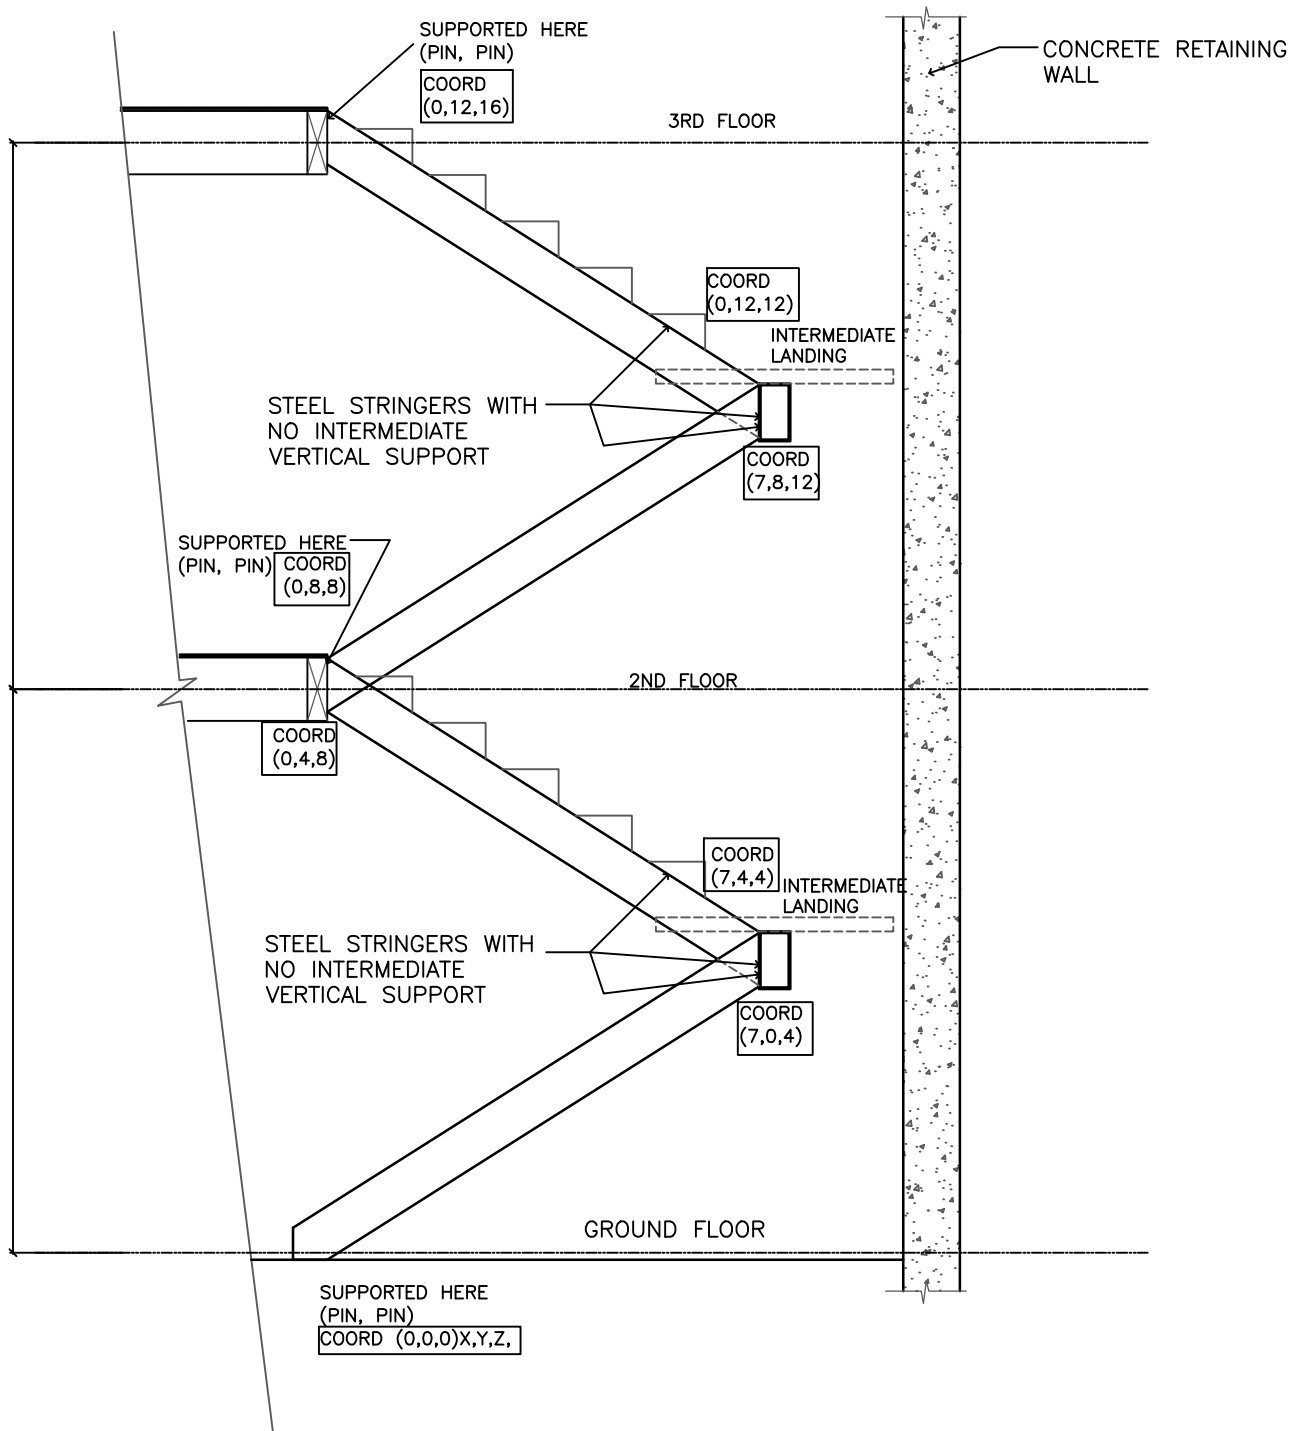 SUPPORTED HERE
(PIN, PIN)
COORD
(0,12,16)
CONCRETE RETAINING
WALL
3RD FLOOR
COORD
(0,12,12)
INTERMEDIATE
LANDING
STEEL STRINGERS WITH
NO INTERMEDIATE
VERTICAL SUPPORT
COORD
(7,8,12)
SUPPORTED HERE
(PIN, PIN)
COORD
(0,8,8)
2ND FLOOR
COORD
(0,4,8)
COORD
(7,4,4)
INTERMEDIATE
LANDING
STEEL STRINGERS WITH
NO INTERMEDIATE
VERTICAL SUPPORT
COORD
(7,0,4)
GROUND FLOOR
SUPPORTED HERE
(PIN, PIN)
COORD (0,0,0)X,Y,Z,